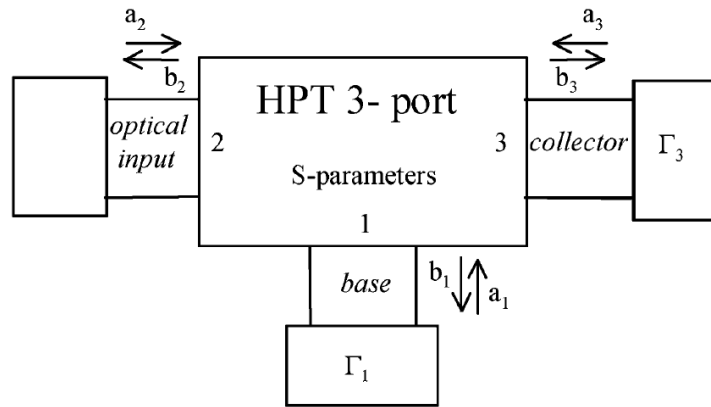 a₂
b₂
a₃
b₃
HPT 3- port
optical
input
2
3
collector
Γ₃
S-parameters
1
base
b₁
a₁
Γ₁